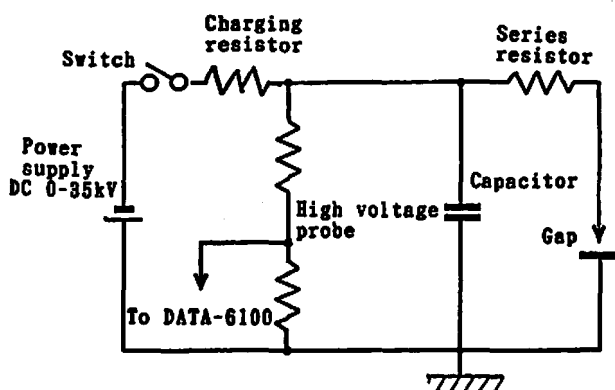 Charging
resistor
Series
resistor
Switch
Power
supply
DC 0-35kV
High voltage
probe
Capacitor
Gap
To DATA-6100